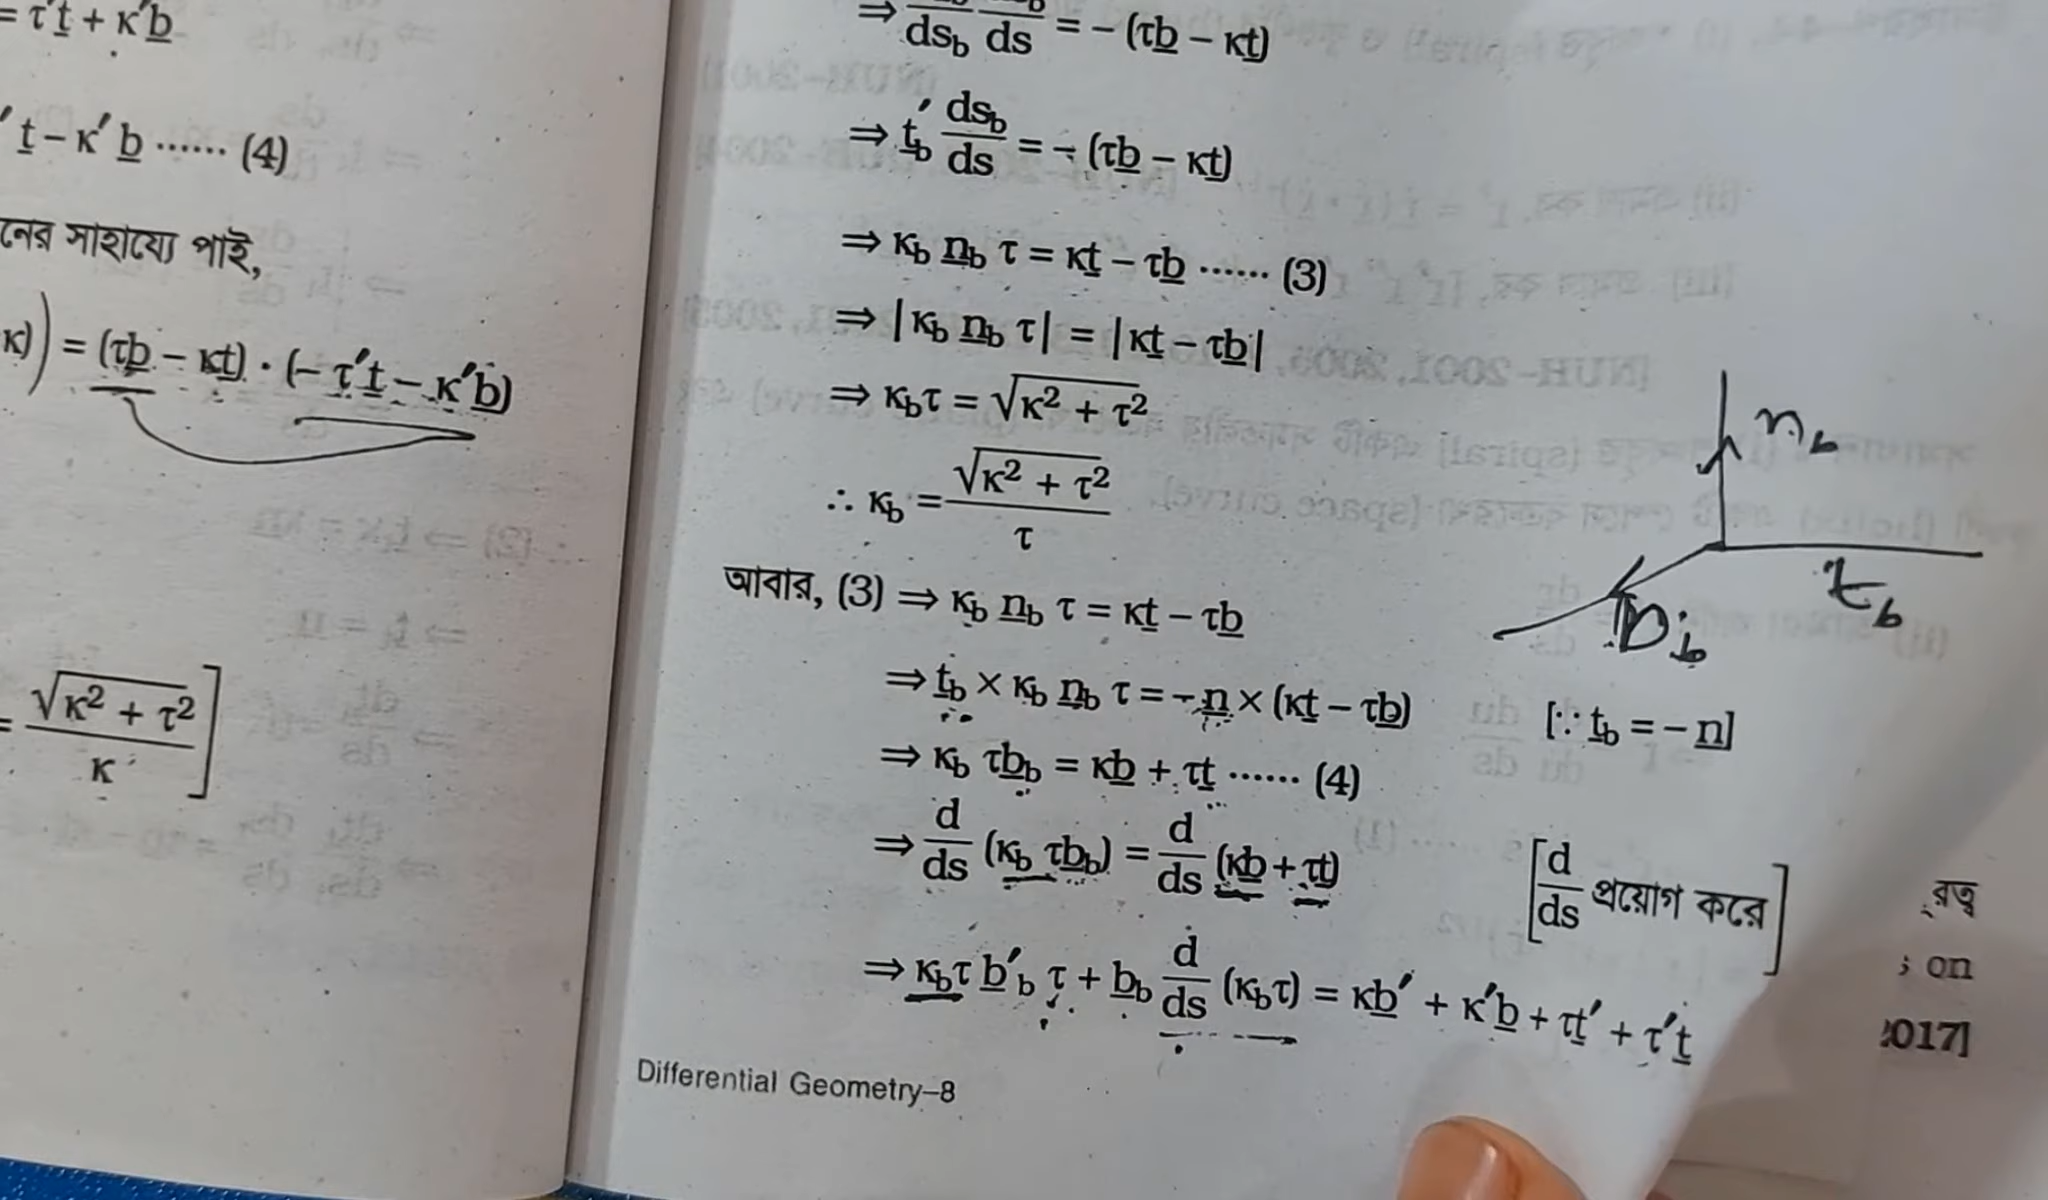 = τ′t + κ′b
′ t – κ′ b ...... (4)
নের সাহায্যে পাই,
κ)) = (τb – κt) · (– τ′t – κ′b)
= √κ² + τ² / κ ]
⇒ ds_b ds = – (τb – κt)
⇒ t′_b ds_b/ds = – (τb – κt)
⇒ κ_b n_b τ = κt – τb ...... (3)
⇒ |κ_b n_b τ| = |κt – τb|
⇒ κ_bτ = √κ² + τ²
∴ κ_b = √κ² + τ² / τ
n_b
t_b
b_b
আবার, (3) ⇒ κ_b n_b τ = κt – τb
⇒ t_b × κ_b n_b τ = – n × (κt – τb) [∵ t_b = – n]
⇒ κ_b τb_b = κb + τt ...... (4)
⇒ d/ds (κ_b τb_b) = d/ds (κb + τt) [d/ds প্রয়োগ করে]
⇒ κ_bτ b′_b τ + b_b d/ds (κ_bτ) = κb′ + κ′b + τt′ + τ′t
Differential Geometry–8
; on
2017]